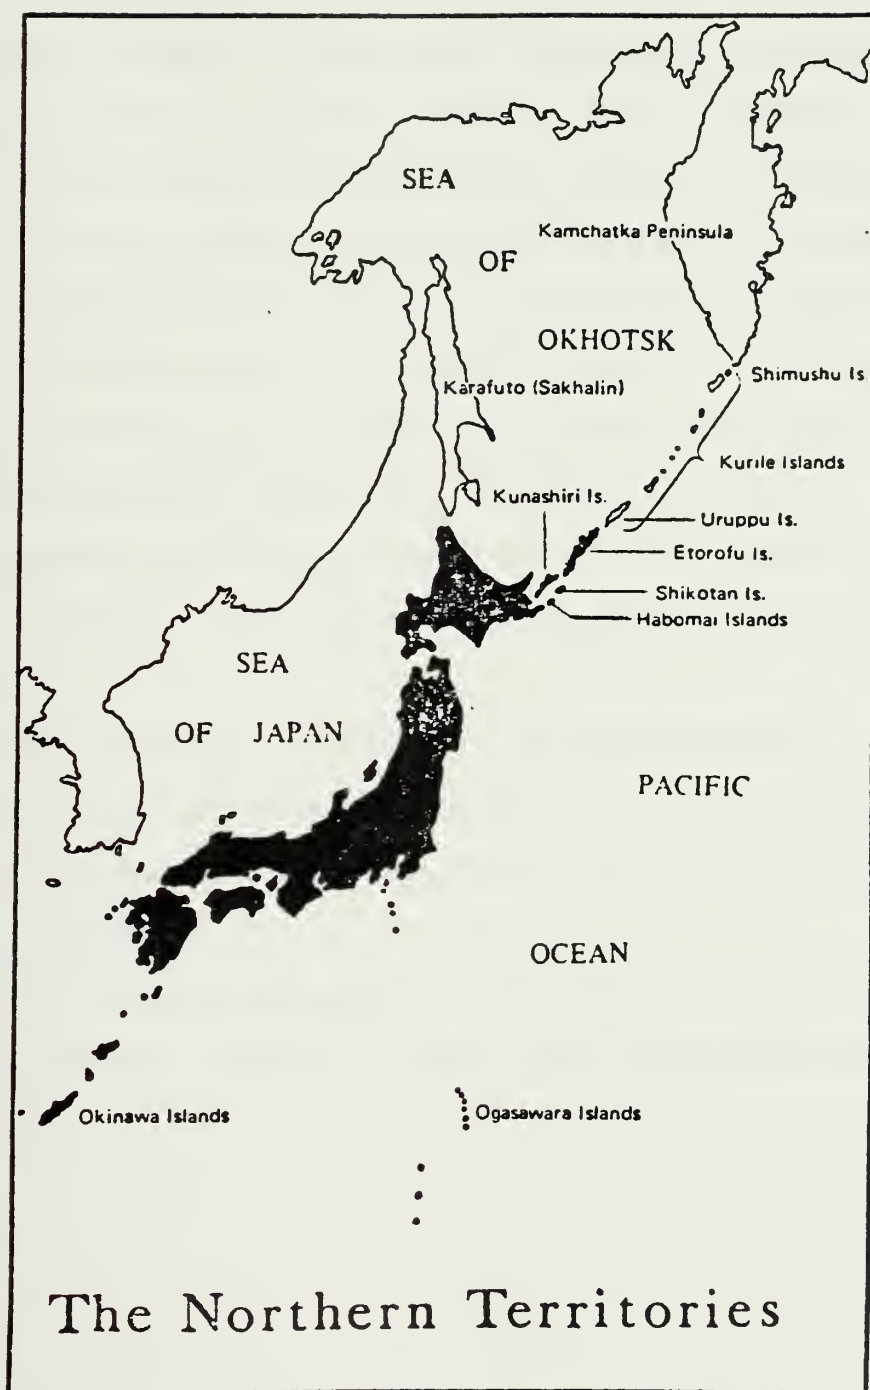 SEA
OF
OKHOTSK
Kamchatka Peninsula
Karafuto (Sakhalin)
Shimushu Is
Kurile Islands
Kunashiri Is.
Uruppu Is.
Etorofu Is.
Shikotan Is.
Habomai Islands
SEA
OF JAPAN
PACIFIC
OCEAN
Okinawa Islands
Ogasawara Islands
The Northern Territories